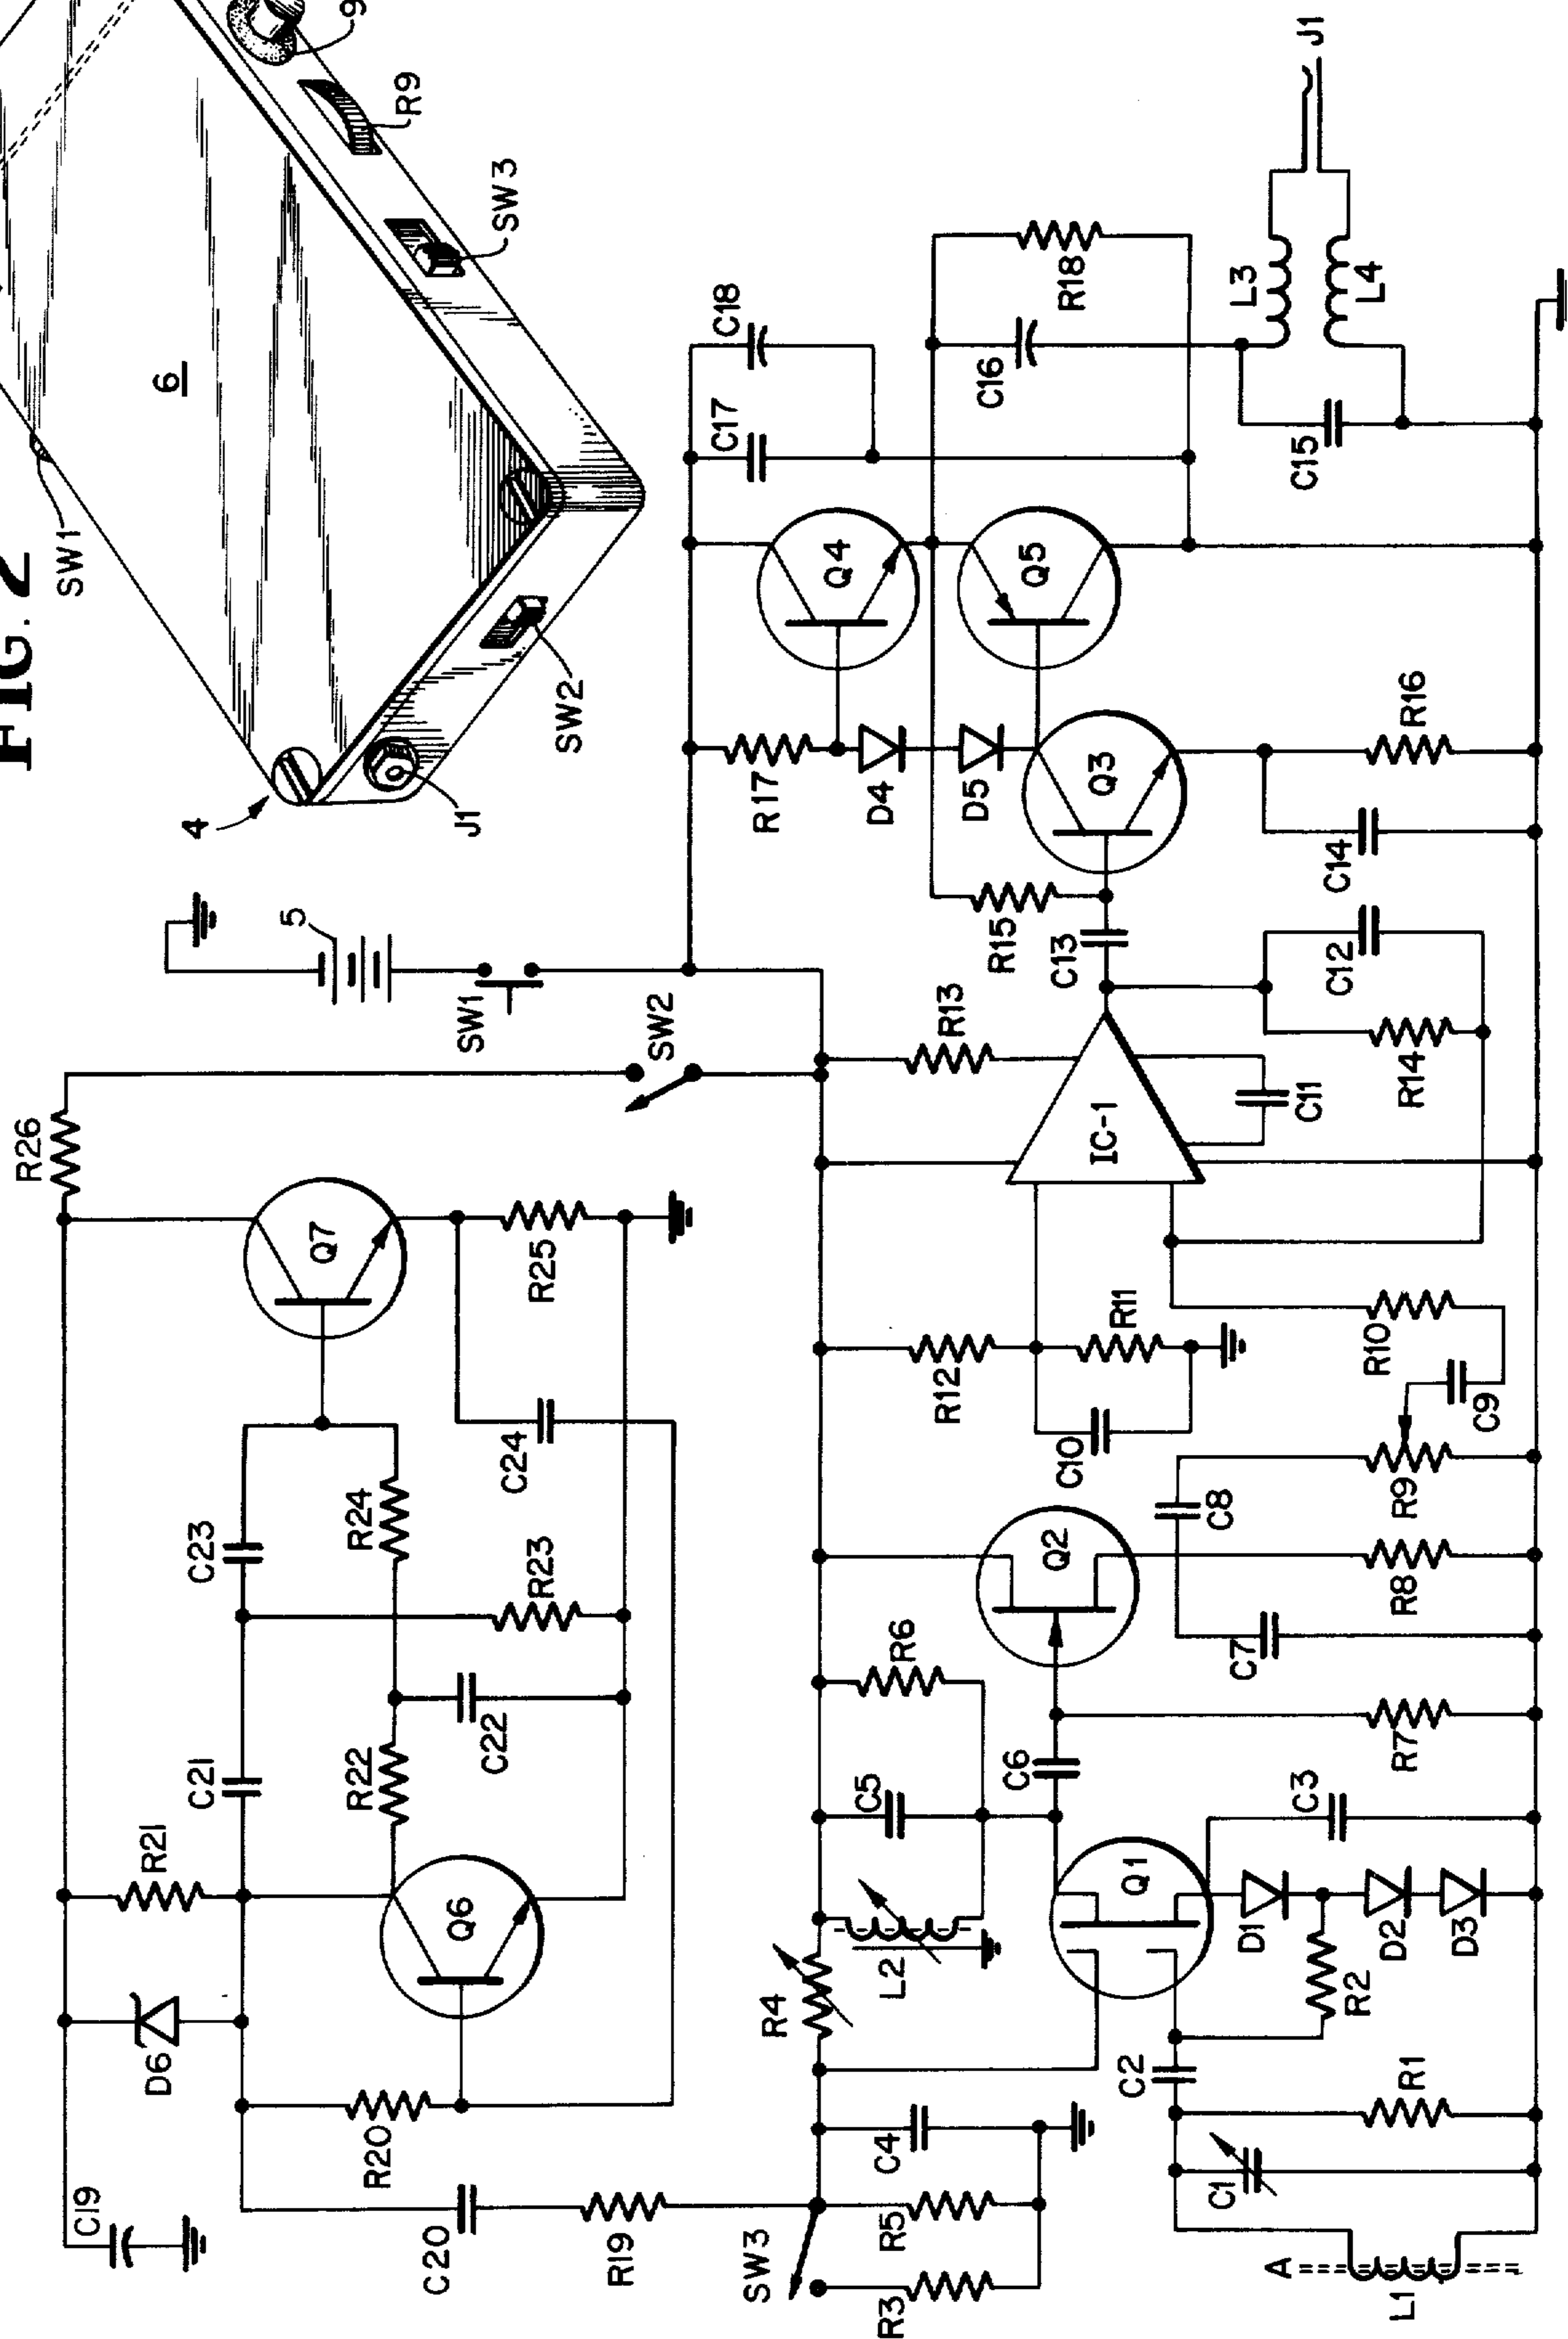 FIG. 2
SW1
6
9
R9
SW3
SW2
J1
4
R26
C19
D6
R21
C21
C23
Q7
R20
Q6
R22
R24
C22
R23
C24
R25
C20
R19
SW1
5
SW2
SW3
R3
R5
C4
R4
L2
C5
R6
Q2
C6
R12
C10
R11
R13
IC-1
C11
R15
C13
R17
D4
D5
Q3
Q4
Q5
C17
C18
C16
R18
L3
L4
J1
C15
A
L1
C1
R1
C2
R2
Q1
D1
D2
D3
C3
R7
C7
R8
C8
R9
C9
R10
R14
C12
C14
R16